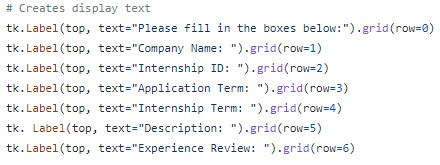 # Creates display text
tk.Label(top, text="Please fill in the boxes below:").grid(row=0)
tk.Label(top, text="Company Name: ").grid(row=1)
tk.Label(top, text="Internship ID: ").grid(row=2)
tk.Label(top, text="Application Term: ").grid(row=3)
tk.Label(top, text="Internship Term: ").grid(row=4)
tk. Label(top, text="Description: ").grid(row=5)
tk.Label(top, text="Experience Review: ").grid(row=6)